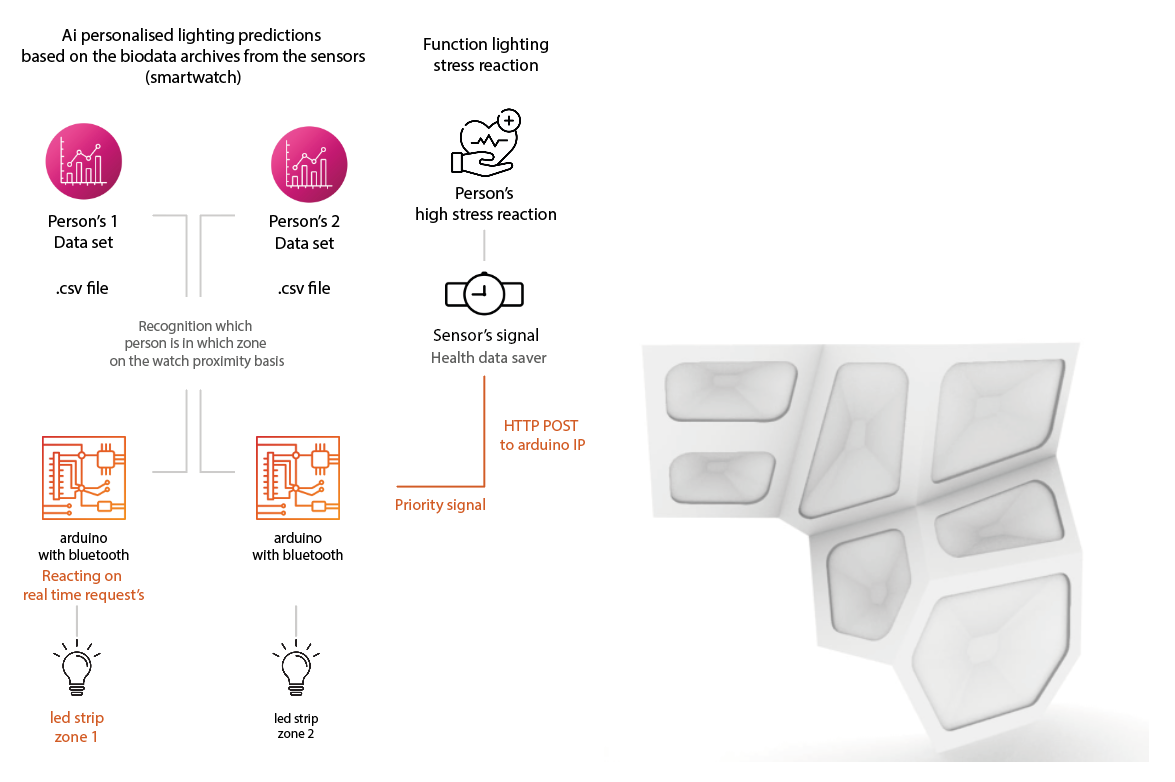 Ai personalised lighting predictions
based on the biodata archives from the sensors
(smartwatch)
Function lighting
stress reaction
Person's 1
Data set
.csv file
Person's 2
Data set
.csv file
Person's
high stress reaction
Recognition which
person is in which zone
on the watch proximity basis
Sensor's signal
Health data saver
HTTP POST
to arduino IP
Priority signal
arduino
with bluetooth
Reacting on
real time request's
arduino
with bluetooth
led strip
zone 1
led strip
zone 2